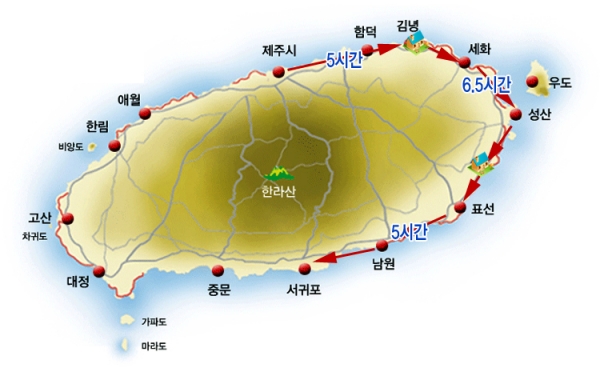 김녕
함덕
세화
제주시
5시간
6.5시간
우도
애월
성산
한림
비양도
한라산
고산
표선
차귀도
5시간
남원
대정
중문
서귀포
가파도
마라도